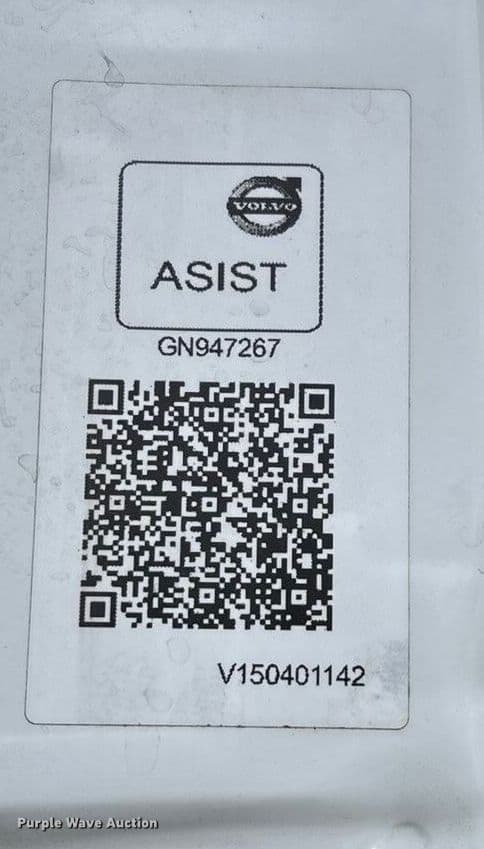 VOLVO
ASIST
GN947267
V150401142
Purple Wave Auction